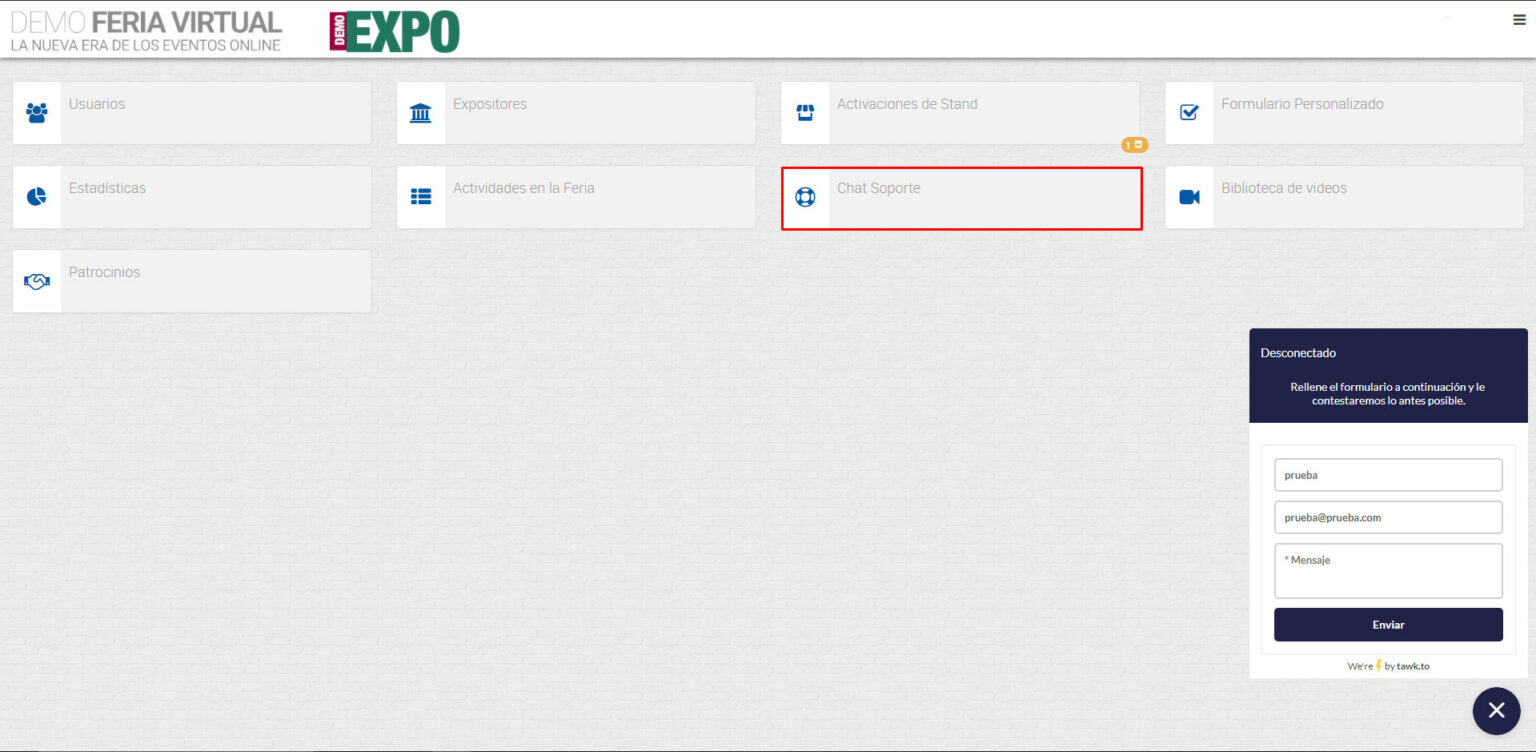 DEMO FERIA VIRTUAL
LA NUEVA ERA DE LOS EVENTOS ONLINE
DEMO EXPO
Usuarios
Expositores
Activaciones de Stand
1
Formulario Personalizado
Estadísticas
Actividades en la Feria
Chat Soporte
Biblioteca de videos
Patrocinios
Desconectado
Rellene el formulario a continuación y le
contestaremos lo antes posible.
prueba
prueba@prueba.com
* Mensaje
Enviar
We're by tawk.to